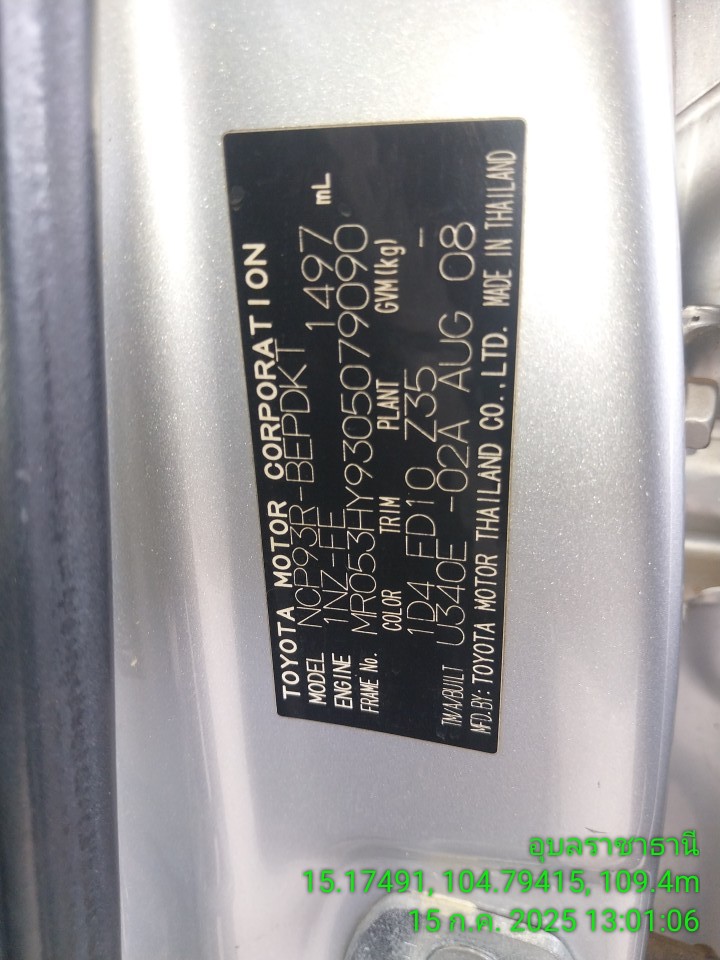 TOYOTA MOTOR CORPORATION
MODEL NCP93R-BEPDKT 1497 mL
ENGINE 1NZ-FE
FRAME No. MR053HY9305079090
COLOR TRIM PLANT GVM(kg)
1D4 FD10 Z35 -
TM/A/BUILT U340E -02A AUG 08
MFD.BY: TOYOTA MOTOR THAILAND CO.,LTD. MADE IN THAILAND
อุบลราชาธานี
15.17491, 104.79415, 109.4m
15 ก.ค. 2025 13:01:06